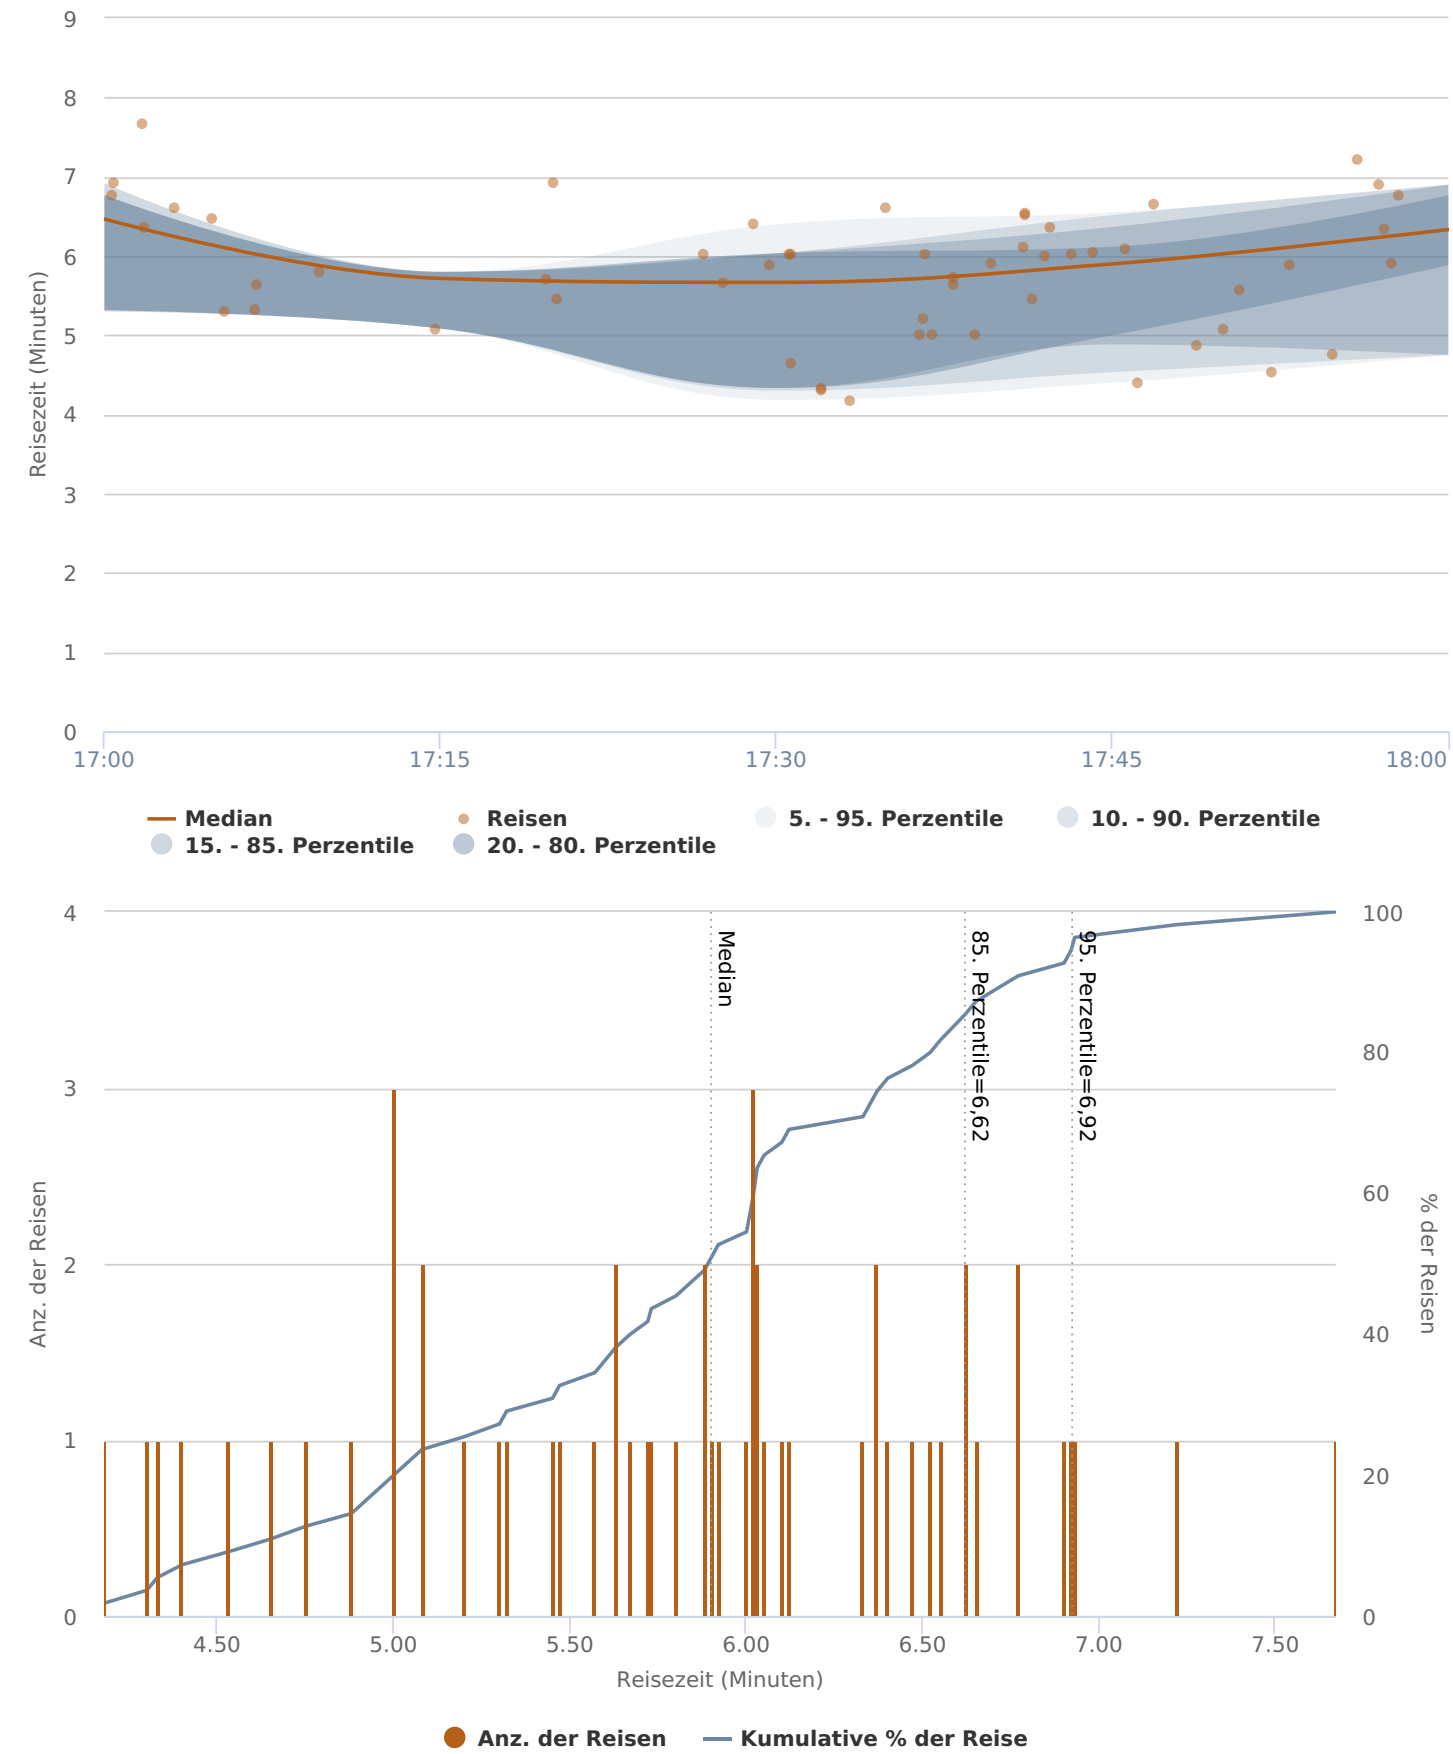 9
8
7
6
5
4
3
2
1
0
Reisezeit (Minuten)
17:00 17:15 17:30 17:45 18:00
Median Reisen 5. - 95. Perzentile 10. - 90. Perzentile
15. - 85. Perzentile 20. - 80. Perzentile
4
3
2
1
0
Anz. der Reisen
Median
85. Perzentile=6,62
95. Perzentile=6,92
100
80
60
40
20
0
% der Reisen
4.50 5.00 5.50 6.00 6.50 7.00 7.50
Reisezeit (Minuten)
Anz. der Reisen Kumulative % der Reise